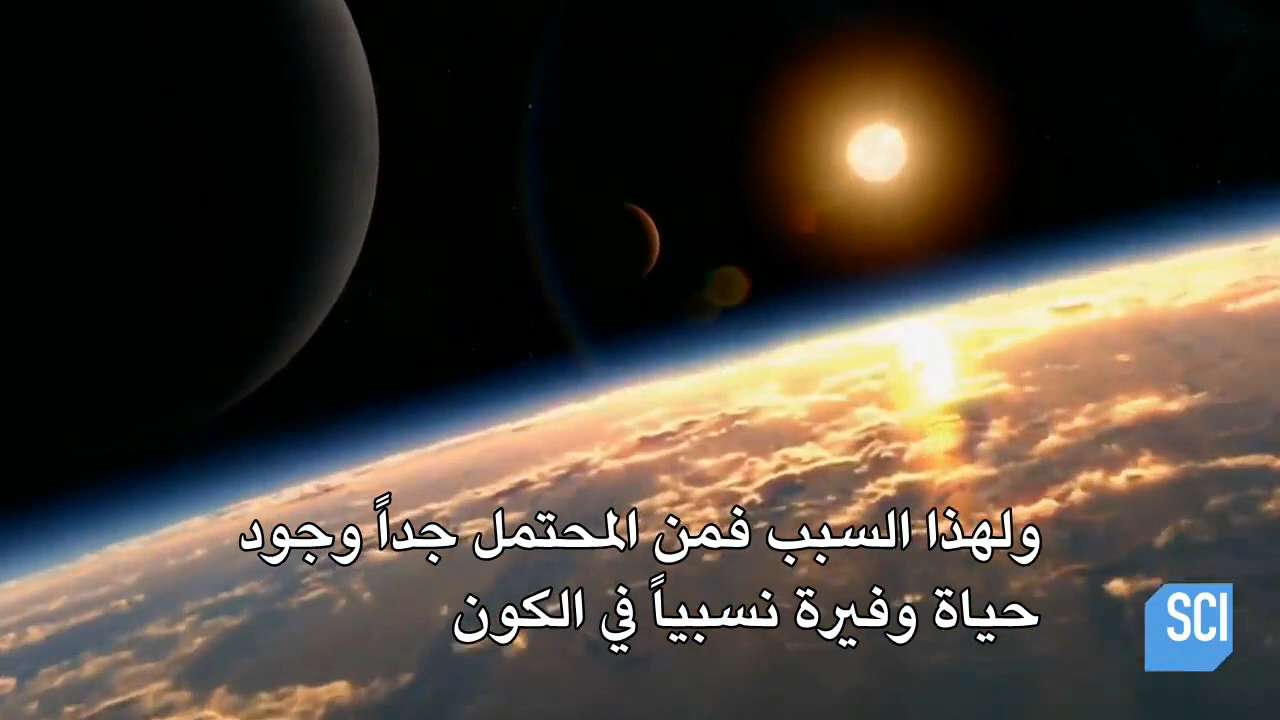 ولهذا السبب فمن المحتمل جداً وجود
حياة وفيرة نسبياً في الكون
SCI